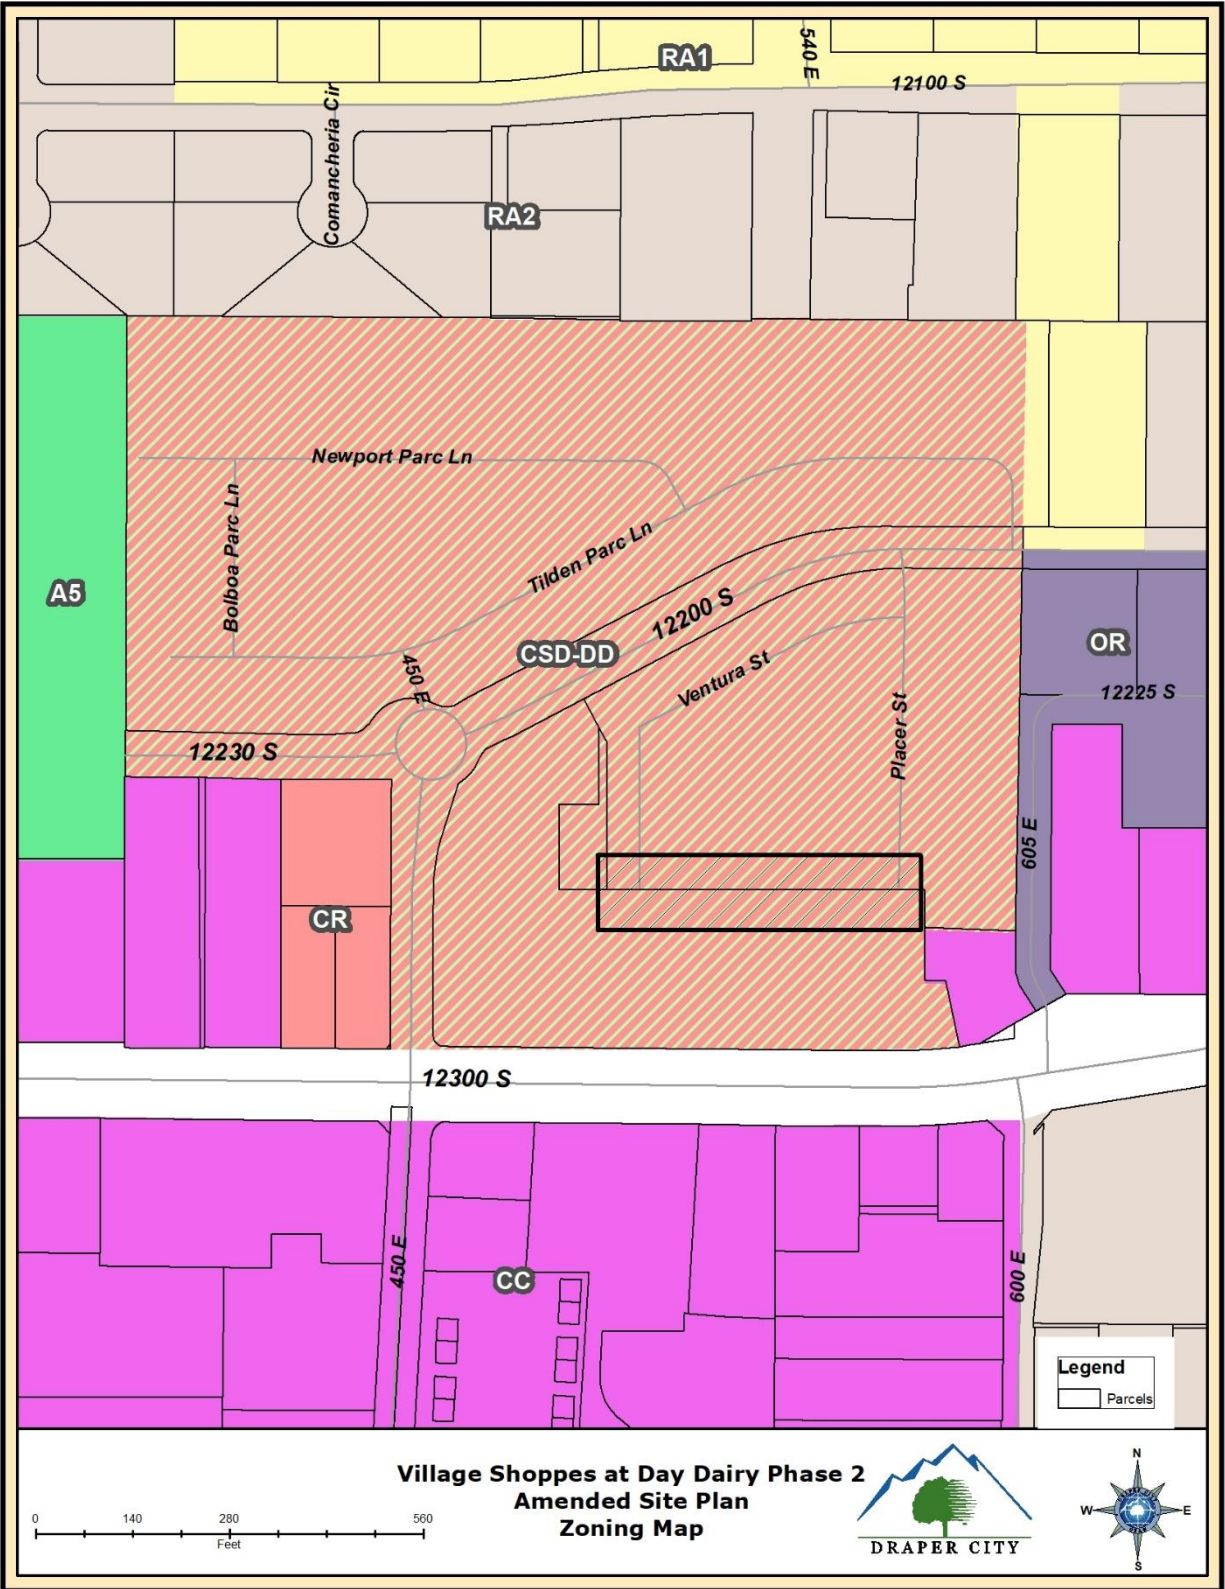 RA1
540 E
12100 S
Comancheria Cir
RA2
Newport Parc Ln
Bolboa Parc Ln
Tilden Parc Ln
A5
12200 S
CSD-DD
450 E
Ventura St
OR
12225 S
Placer St
12230 S
605 E
CR
12300 S
450 E
CC
600 E
Legend
Parcels
Village Shoppes at Day Dairy Phase 2
Amended Site Plan
Zoning Map
0 140 280 560
Feet
DRAPER CITY
N
W
E
S